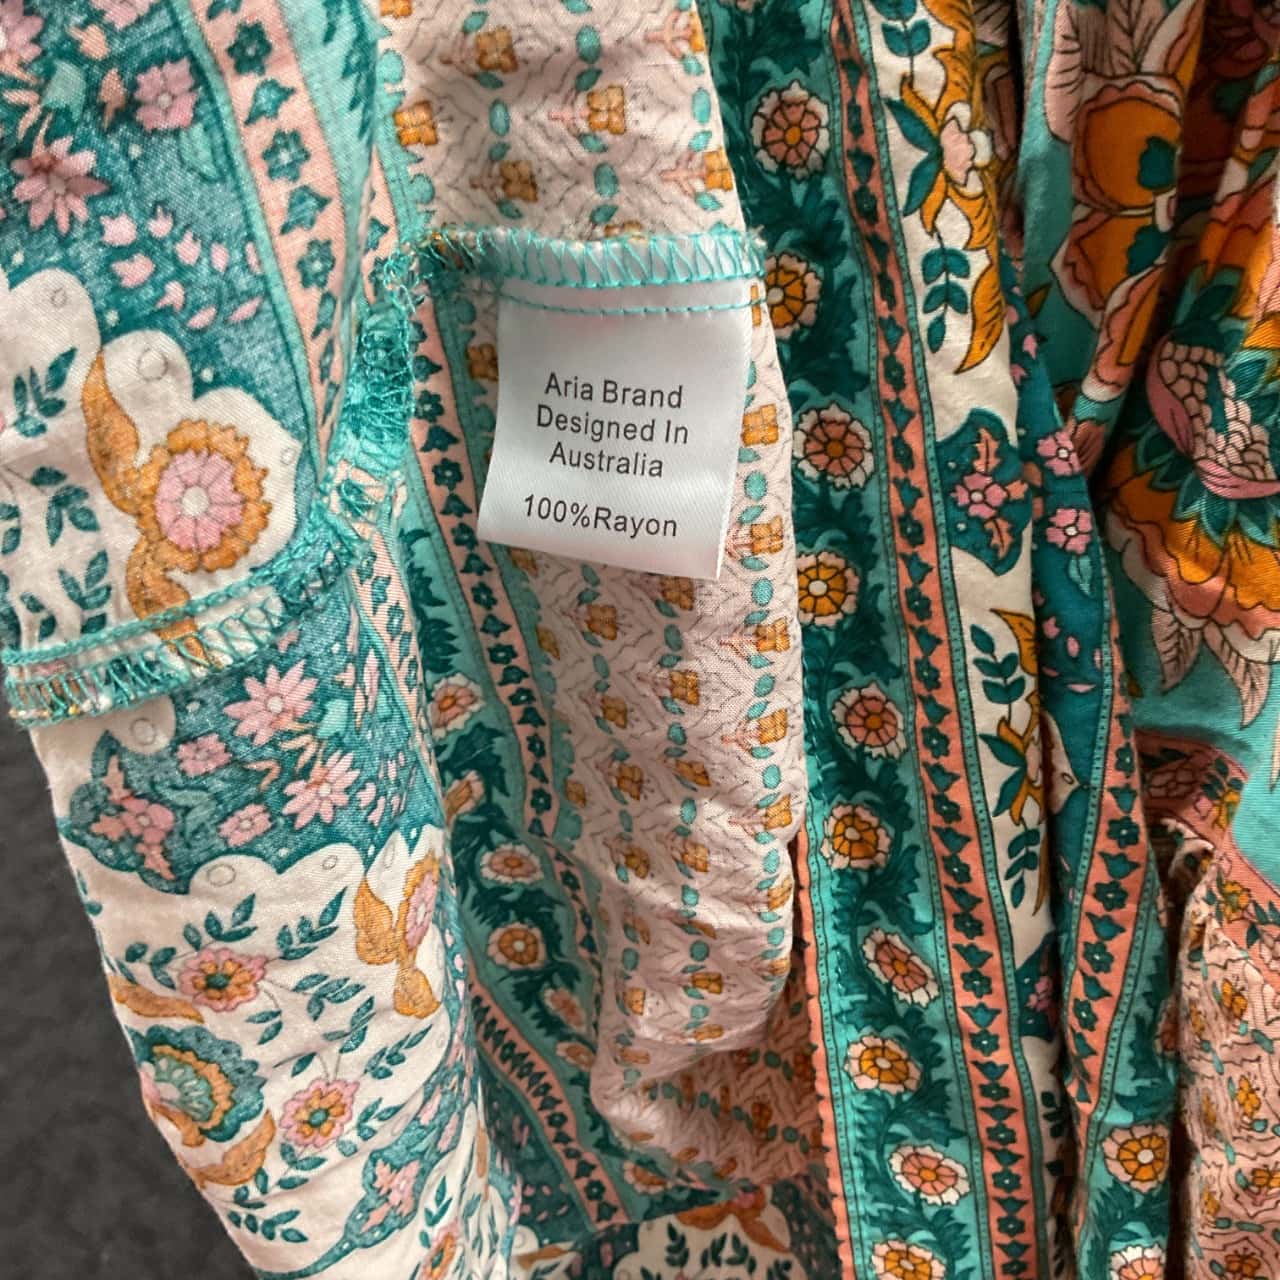 Aria Brand
Designed In
Australia
100%Rayon